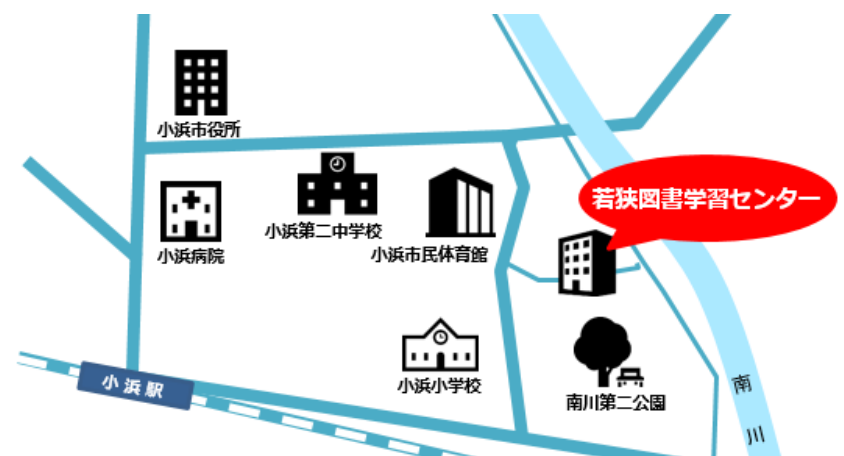 小浜市役所
若狭図書学習センター
小浜第二中学校
小浜病院
小浜市民体育館
小浜駅
小浜小学校
南川第二公園
南川